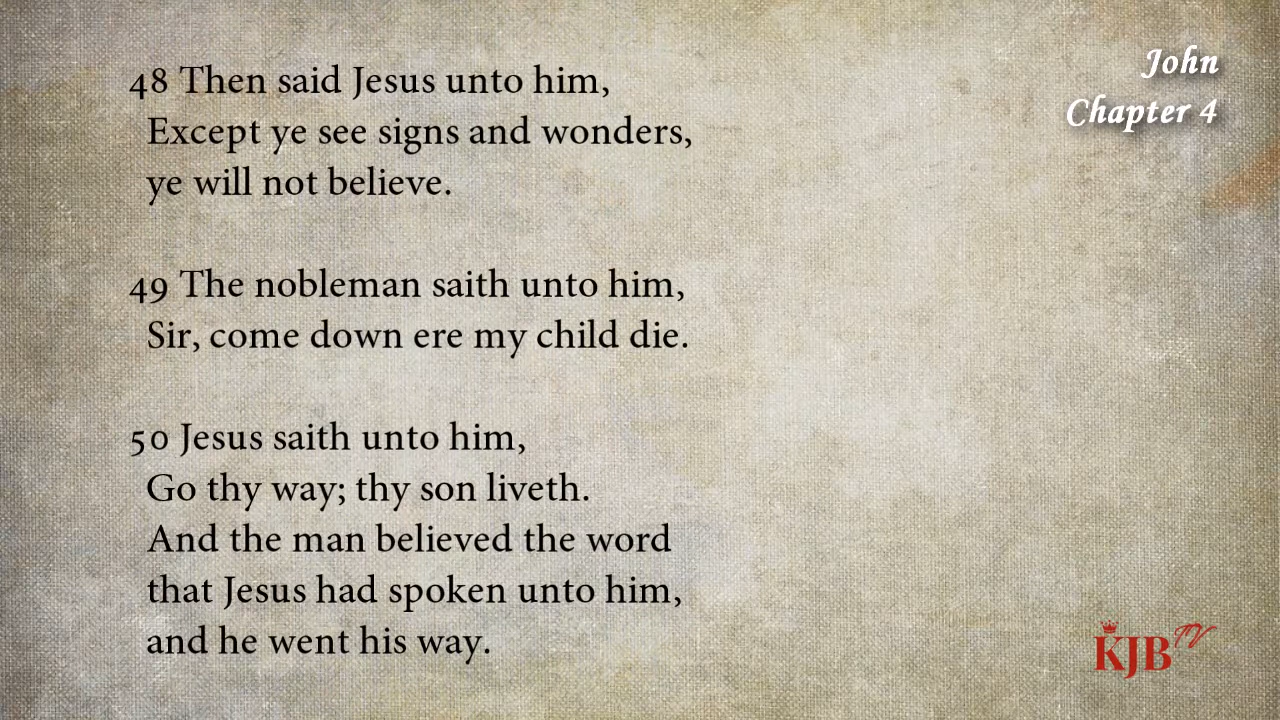 John
Chapter 4
48 Then said Jesus unto him,
Except ye see signs and wonders,
ye will not believe.
49 The nobleman saith unto him,
Sir, come down ere my child die.
50 Jesus saith unto him,
Go thy way; thy son liveth.
And the man believed the word
that Jesus had spoken unto him,
and he went his way.
KJB TV